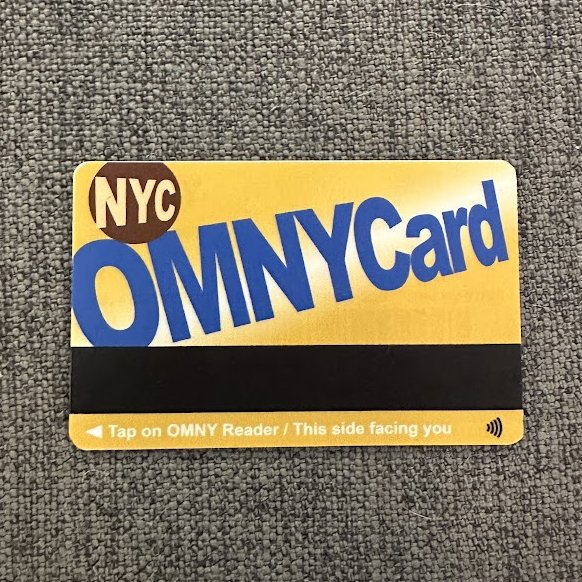 NYC
OMNYCard
◀ Tap on OMNY Reader / This side facing you